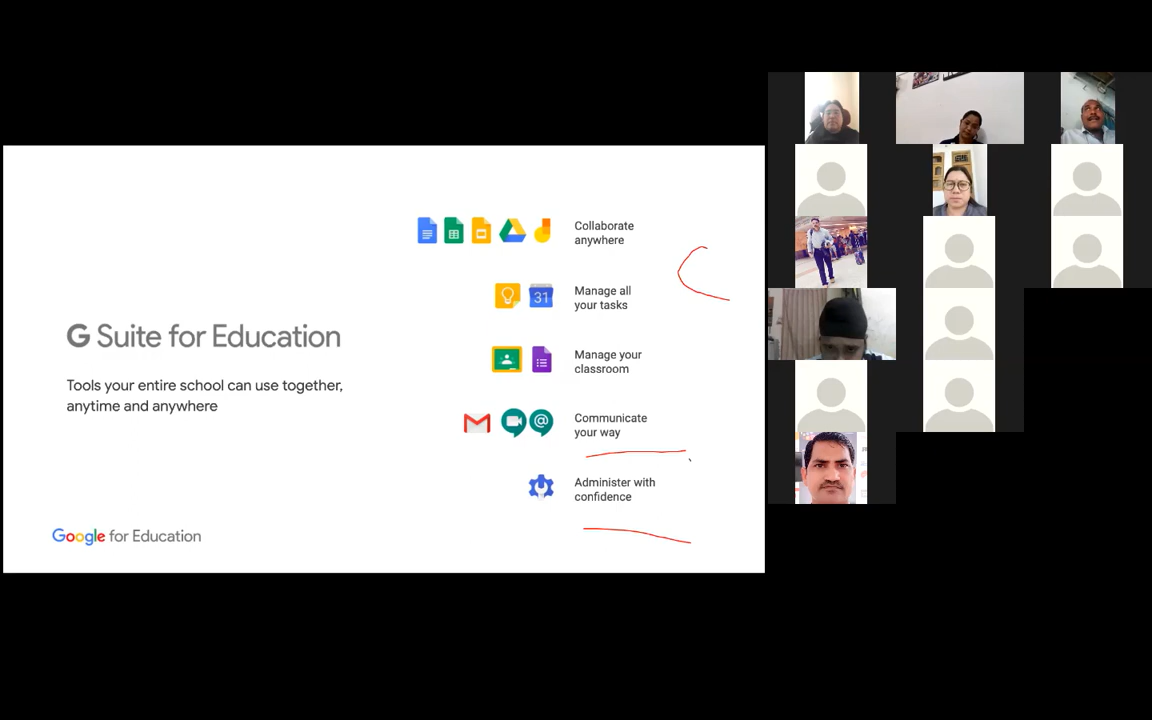 G Suite for Education
Tools your entire school can use together,
anytime and anywhere
Google for Education
Collaborate
anywhere
31
Manage all
your tasks
Manage your
classroom
Communicate
your way
Administer with
confidence